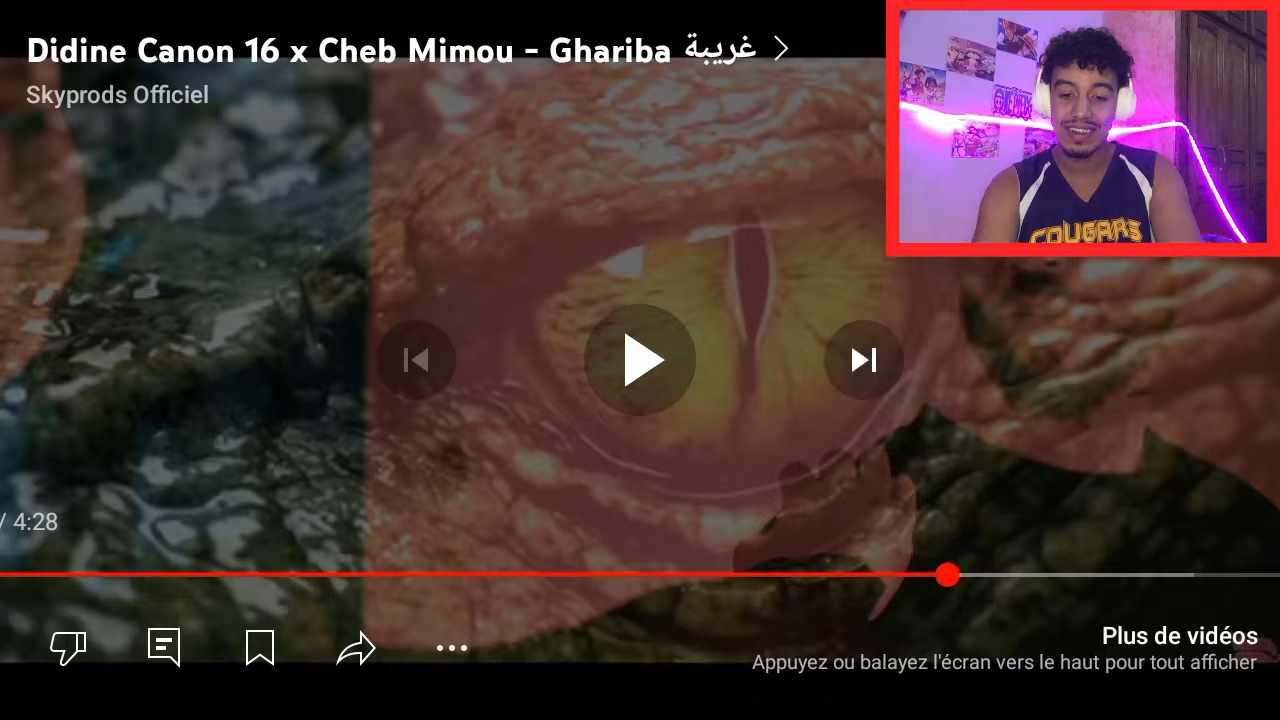 Didine Canon 16 x Cheb Mimou - Ghariba غريبة
Skyprods Officiel
COUGARS
/ 4:28
Plus de vidéos
Appuyez ou balayez l'écran vers le haut pour tout afficher